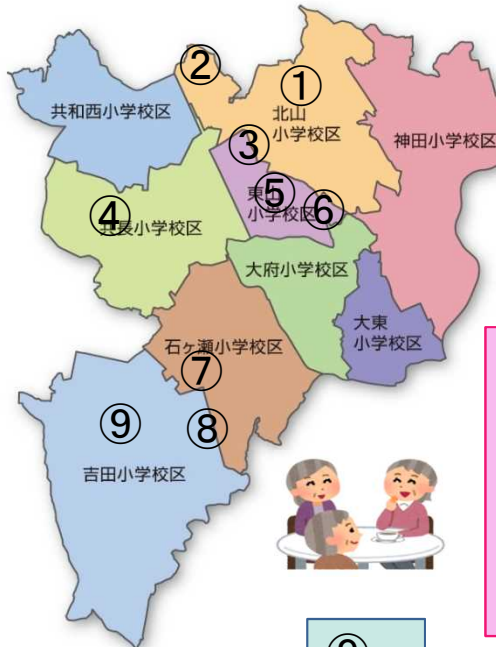 ②
①
共和西小学校区
北山
小学校区
神田小学校区
③
⑤
⑥
東山
小学校区
④
共長小学校区
大府小学校区
大東
小学校区
石ヶ瀬小学校区
⑦
⑨
⑧
吉田小学校区